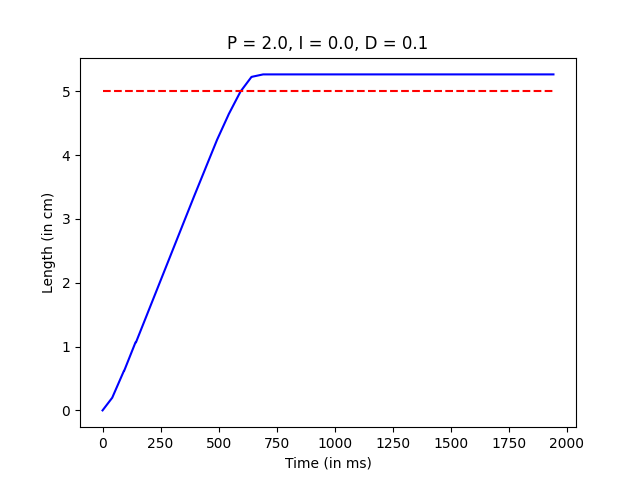 P = 2.0, I = 0.0, D = 0.1
5
4
3
2
1
0
Length (in cm)
0 250 500 750 1000 1250 1500 1750 2000
Time (in ms)